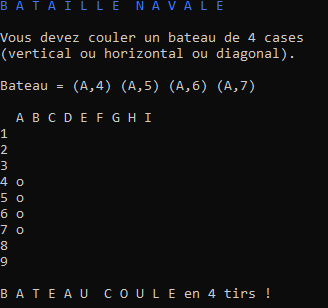 B A T A I L L E  N A V A L E
Vous devez couler un bateau de 4 cases
(vertical ou horizontal ou diagonal).
Bateau = (A,4) (A,5) (A,6) (A,7)
A B C D E F G H I
1
2
3
4 o
5 o
6 o
7 o
8
9
B A T E A U  C O U L E en 4 tirs !